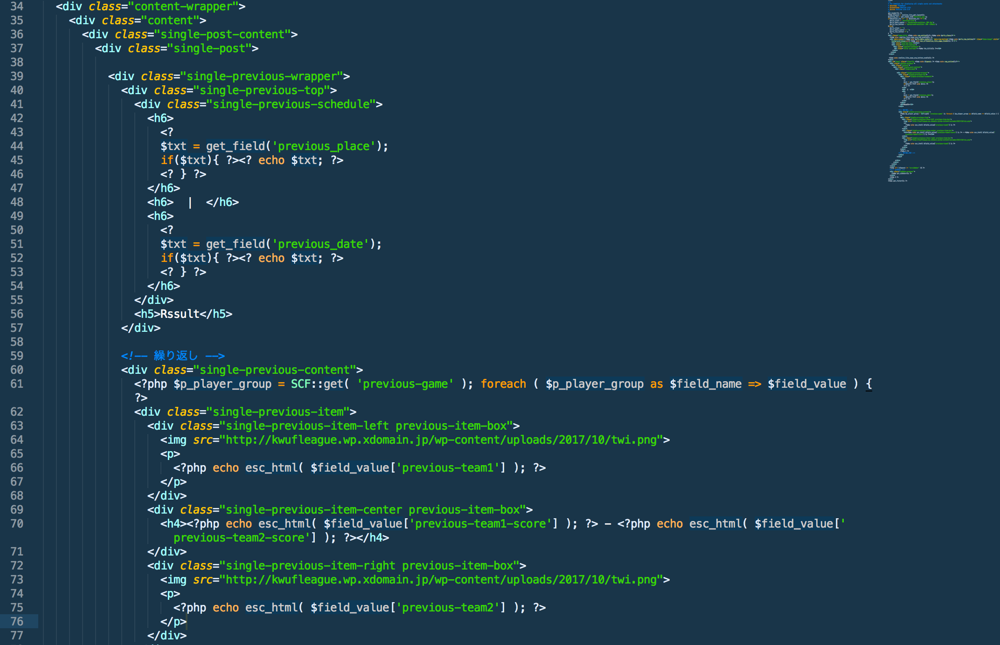 34 <div class="content-wrapper">
35 <div class="content">
36 <div class="single-post-content">
37 <div class="single-post">
38
39 <div class="single-previous-wrapper">
40 <div class="single-previous-top">
41 <div class="single-previous-schedule">
42 <h6>
43 <?
44 $txt = get_field('previous_place');
45 if($txt){ ?><? echo $txt; ?>
46 <? } ?>
47 </h6>
48 <h6> | </h6>
49 <h6>
50 <?
51 $txt = get_field('previous_date');
52 if($txt){ ?><? echo $txt; ?>
53 <? } ?>
54 </h6>
55 </div>
56 <h5>Rssult</h5>
57 </div>
58
59 <!-- 繰り返し -->
60 <div class="single-previous-content">
61 <?php $p_player_group = SCF::get( 'previous-game' ); foreach ( $p_player_group as $field_name => $field_value ) {
?>
62 <div class="single-previous-item">
63 <div class="single-previous-item-left previous-item-box">
64 <img src="http://kwufleague.wp.xdomain.jp/wp-content/uploads/2017/10/twi.png">
65 <p>
66 <?php echo esc_html( $field_value['previous-team1'] ); ?>
67 </p>
68 </div>
69 <div class="single-previous-item-center previous-item-box">
70 <h4><?php echo esc_html( $field_value['previous-team1-score'] ); ?> - <?php echo esc_html( $field_value['
previous-team2-score'] ); ?></h4>
71 </div>
72 <div class="single-previous-item-right previous-item-box">
73 <img src="http://kwufleague.wp.xdomain.jp/wp-content/uploads/2017/10/twi.png">
74 <p>
75 <?php echo esc_html( $field_value['previous-team2'] ); ?>
76 </p>
77 </div>